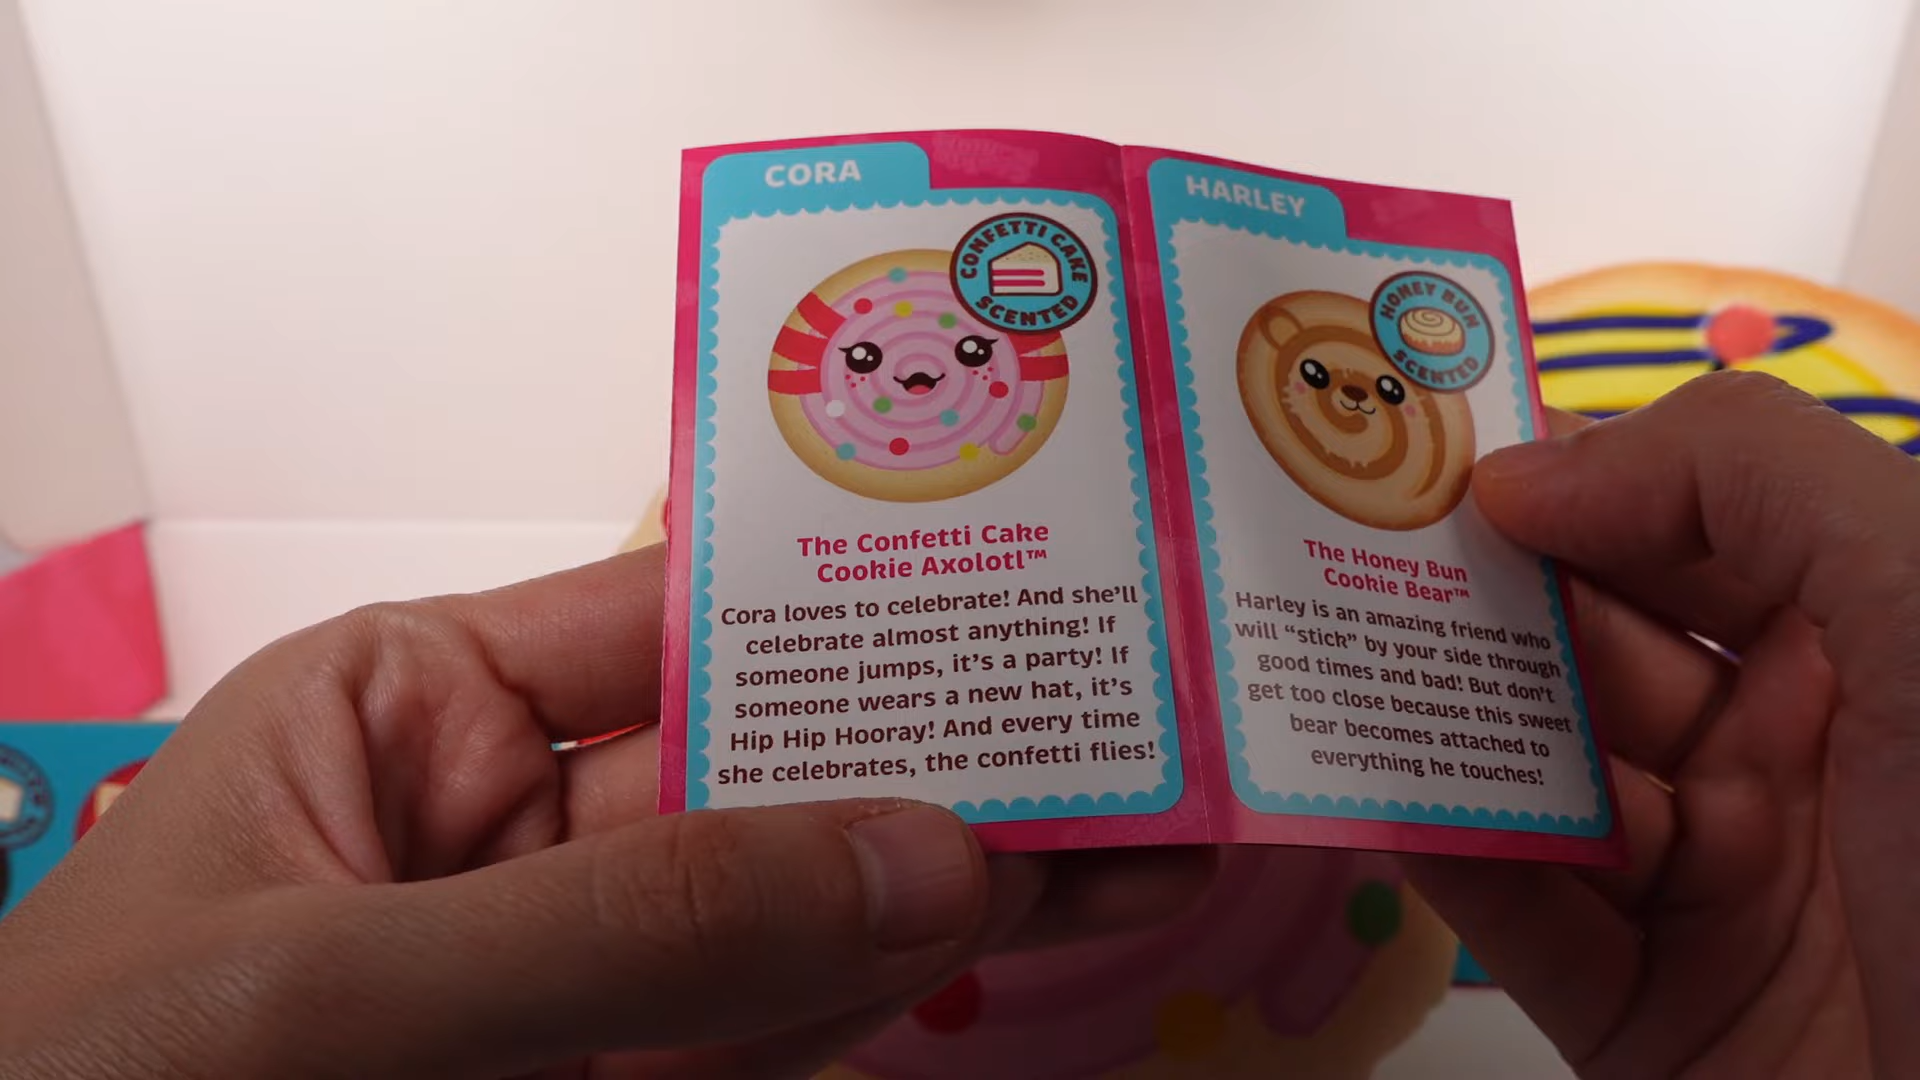 CORA
CONFETTI CAKE
SCENTED
The Confetti Cake
Cookie Axolotl™
Cora loves to celebrate! And she'll
celebrate almost anything! If
someone jumps, it's a party! If
someone wears a new hat, it's
Hip Hip Hooray! And every time
she celebrates, the confetti flies!
HARLEY
HONEY BUN
SCENTED
The Honey Bun
Cookie Bear™
Harley is an amazing friend who
will "stick" by your side through
good times and bad! But don't
get too close because this sweet
bear becomes attached to
everything he touches!